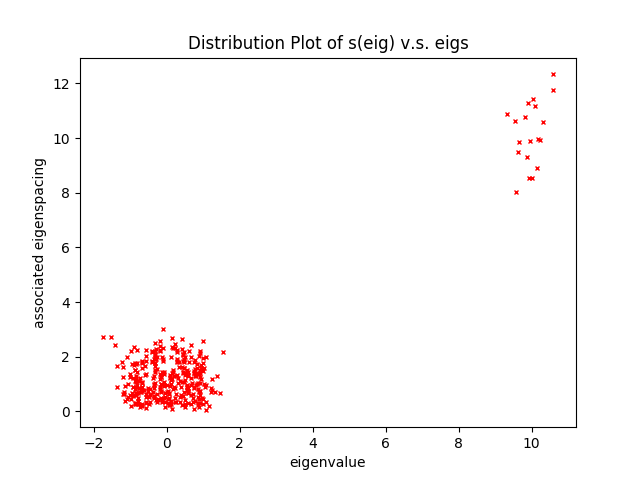 Distribution Plot of s(eig) v.s. eigs
12
10
8
6
4
2
0
associated eigenspacing
−2 0 2 4 6 8 10
eigenvalue